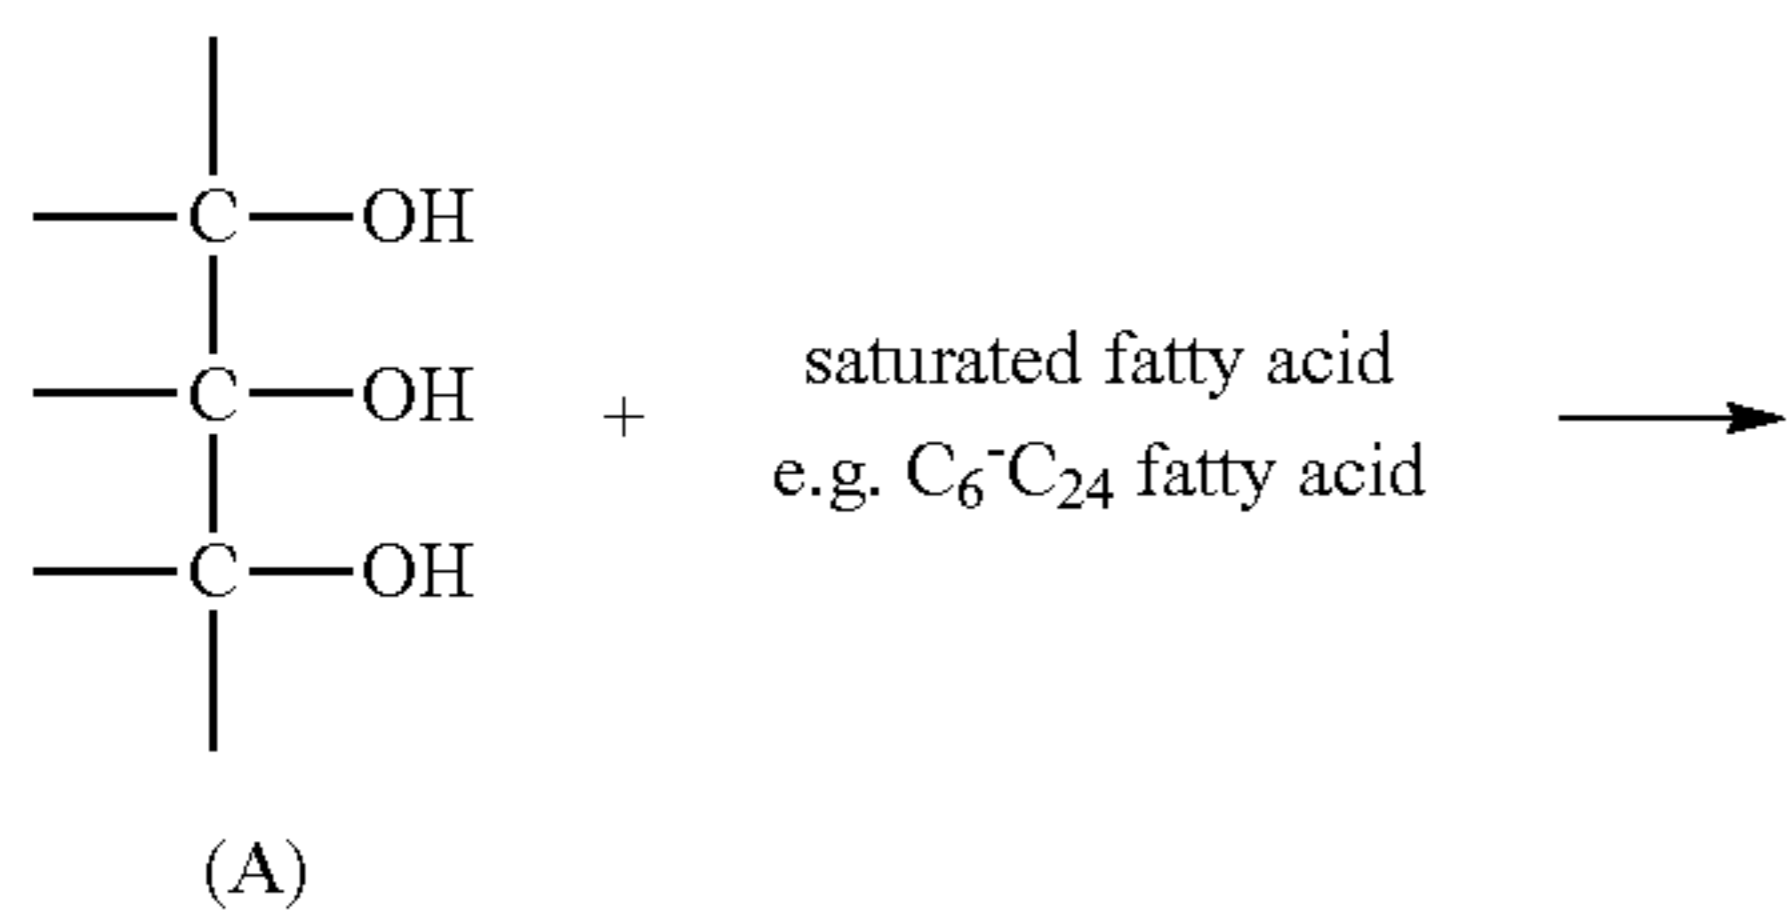 C—OH
C—OH
C—OH
+
saturated fatty acid
e.g. C₆-C₂₄ fatty acid
(A)